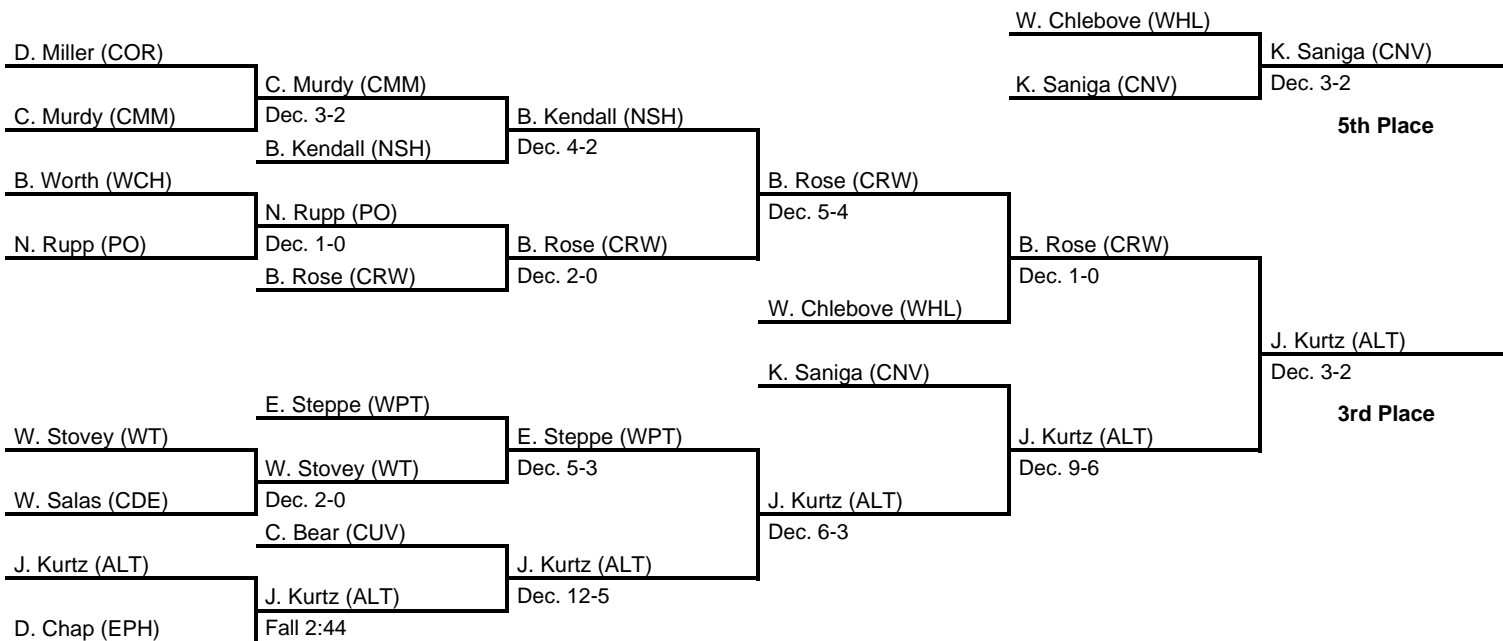 W. Chlebove (WHL)
D. Miller (COR)
K. Saniga (CNV)
C. Murdy (CMM)
K. Saniga (CNV)
Dec. 3-2
C. Murdy (CMM)
Dec. 3-2
B. Kendall (NSH)
5th Place
B. Kendall (NSH)
Dec. 4-2
B. Worth (WCH)
B. Rose (CRW)
N. Rupp (PO)
Dec. 5-4
N. Rupp (PO)
Dec. 1-0
B. Rose (CRW)
B. Rose (CRW)
B. Rose (CRW)
Dec. 2-0
Dec. 1-0
W. Chlebove (WHL)
J. Kurtz (ALT)
K. Saniga (CNV)
Dec. 3-2
E. Steppe (WPT)
3rd Place
W. Stovey (WT)
E. Steppe (WPT)
J. Kurtz (ALT)
W. Stovey (WT)
Dec. 5-3
Dec. 9-6
W. Salas (CDE)
Dec. 2-0
J. Kurtz (ALT)
C. Bear (CUV)
Dec. 6-3
J. Kurtz (ALT)
J. Kurtz (ALT)
J. Kurtz (ALT)
Dec. 12-5
D. Chap (EPH)
Fall 2:44